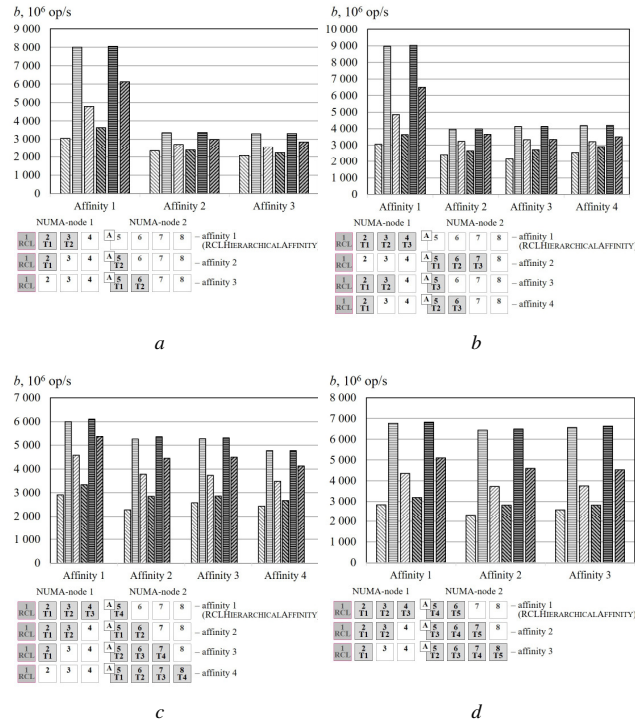 b, 10⁶ op/s
9 000
8 000
7 000
6 000
5 000
4 000
3 000
2 000
1 000
0
Affinity 1 Affinity 2 Affinity 3
NUMA-node 1 NUMA-node 2
1 2 3 4 A 5 6 7 8 – affinity 1
RCL T1 T2 (RCLHIERARCHICALAFFINITY
1 2 3 4 A 5 6 7 8 – affinity 2
RCL T1 T2
1 2 3 4 A 5 6 7 8 – affinity 3
RCL T1 T2
a
b, 10⁶ op/s
10 000
9 000
8 000
7 000
6 000
5 000
4 000
3 000
2 000
1 000
0
Affinity 1 Affinity 2 Affinity 3 Affinity 4
NUMA-node 1 NUMA-node 2
1 2 3 4 A 5 6 7 8 – affinity 1
RCL T1 T2 T3 (RCLHIERARCHICALAFFINITY
1 2 3 4 A 5 6 7 8 – affinity 2
RCL T1 T2 T3
1 2 3 4 A 5 6 7 8 – affinity 3
RCL T1 T2 T3
1 2 3 4 A 5 6 7 8 – affinity 4
RCL T1 T2 T3
b
b, 10⁶ op/s
7 000
6 000
5 000
4 000
3 000
2 000
1 000
0
Affinity 1 Affinity 2 Affinity 3 Affinity 4
NUMA-node 1 NUMA-node 2
1 2 3 4 A 5 6 7 8 – affinity 1
RCL T1 T2 T3 T4 (RCLHIERARCHICALAFFINITY
1 2 3 4 A 5 6 7 8 – affinity 2
RCL T1 T2 T1 T2
1 2 3 4 A 5 6 7 8 – affinity 3
RCL T1 T2 T3 T4
1 2 3 4 A 5 6 7 8 – affinity 4
RCL T1 T2 T3 T4
c
b, 10⁶ op/s
8 000
7 000
6 000
5 000
4 000
3 000
2 000
1 000
0
Affinity 1 Affinity 2 Affinity 3
NUMA-node 1 NUMA-node 2
1 2 3 4 A 5 6 7 8 – affinity 1
RCL T1 T2 T3 T4 T5 (RCLHIERARCHICALAFFINITY)
1 2 3 4 A 5 6 7 8 – affinity 2
RCL T1 T2 T3 T4 T5
1 2 3 4 A 5 6 7 8 – affinity 3
RCL T1 T2 T3 T4 T5
d